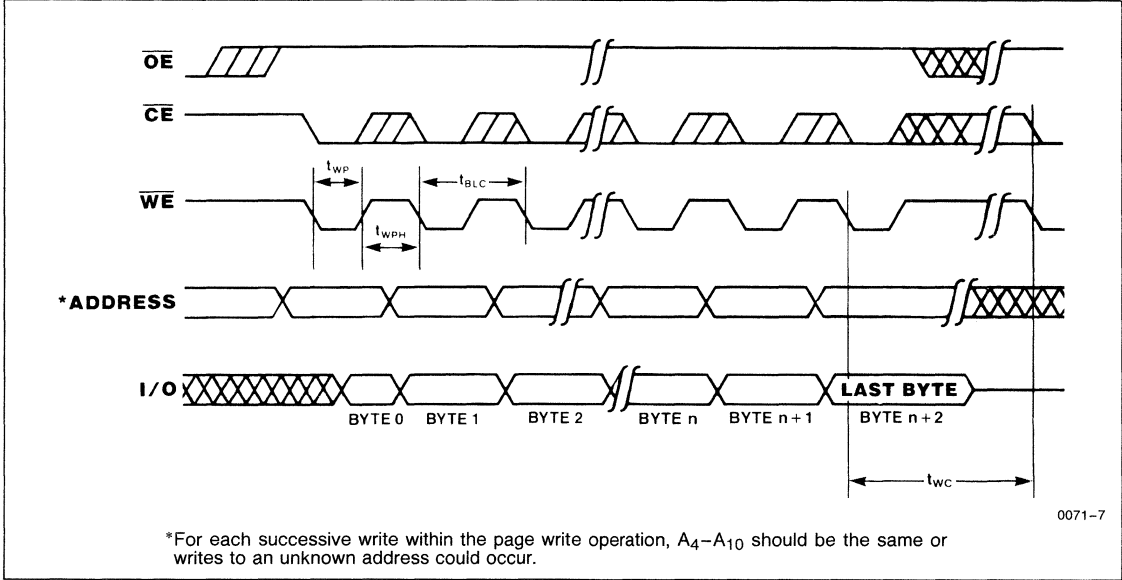 OE
CE
tWP
tBLC
WE
tWPH
*ADDRESS
I/O
LAST BYTE
BYTE 0 BYTE 1 BYTE 2 BYTE n BYTE n + 1 BYTE n + 2
tWC
0071–7
*For each successive write within the page write operation, A4–A10 should be the same or
writes to an unknown address could occur.